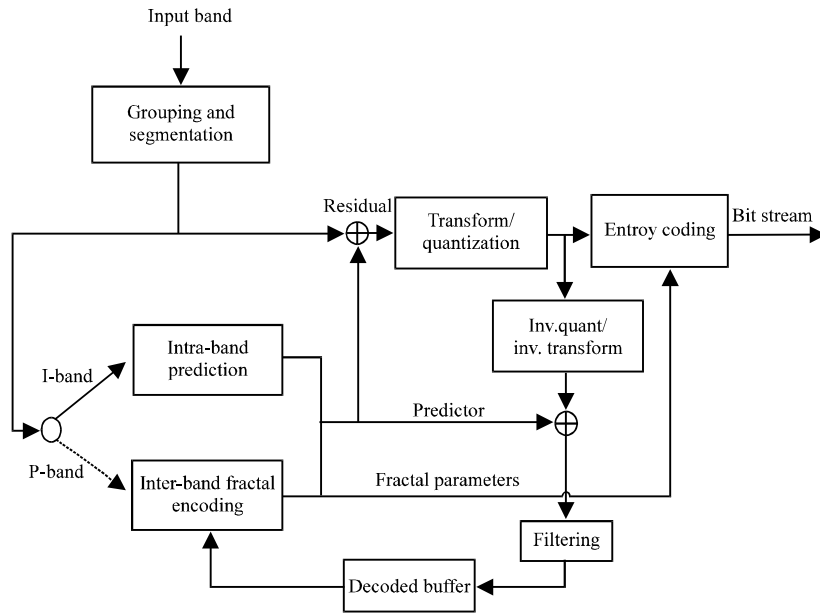 Input band
Grouping and
segmentation
Residual
Transform/
quantization
Entroy coding
Bit stream
Inv.quant/
inv. transform
Intra-band
prediction
I-band
Predictor
P-band
Inter-band fractal
encoding
Fractal parameters
Filtering
Decoded buffer